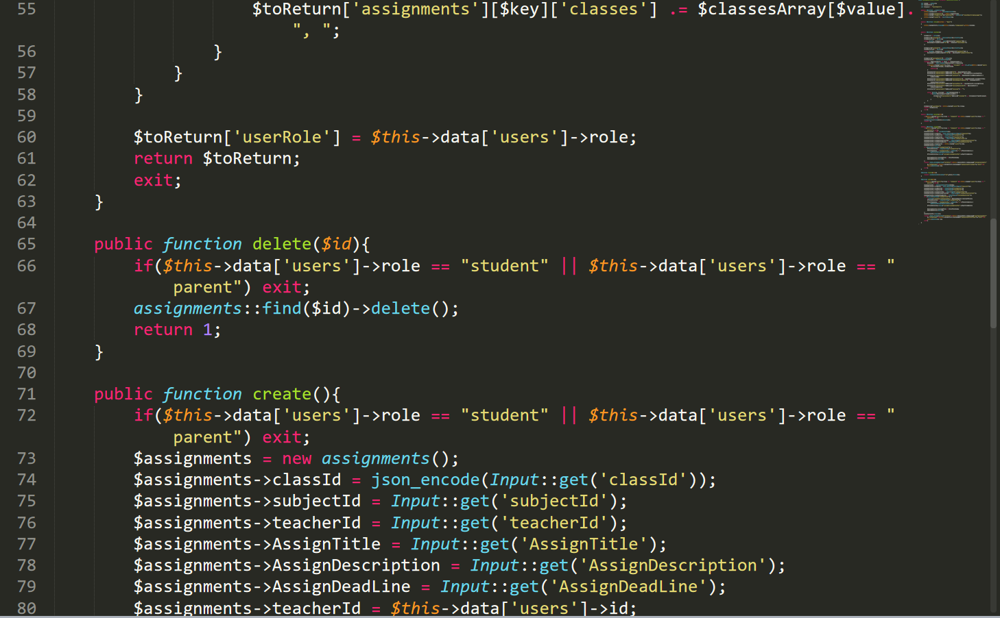 55 $toReturn['assignments'][$key]['classes'] .= $classesArray[$value].
", ";
56 }
57 }
58 }
59
60 $toReturn['userRole'] = $this->data['users']->role;
61 return $toReturn;
62 exit;
63 }
64
65 public function delete($id){
66 if($this->data['users']->role == "student" || $this->data['users']->role == "
parent") exit;
67 assignments::find($id)->delete();
68 return 1;
69 }
70
71 public function create(){
72 if($this->data['users']->role == "student" || $this->data['users']->role == "
parent") exit;
73 $assignments = new assignments();
74 $assignments->classId = json_encode(Input::get('classId'));
75 $assignments->subjectId = Input::get('subjectId');
76 $assignments->teacherId = Input::get('teacherId');
77 $assignments->AssignTitle = Input::get('AssignTitle');
78 $assignments->AssignDescription = Input::get('AssignDescription');
79 $assignments->AssignDeadLine = Input::get('AssignDeadLine');
80 $assignments->teacherId = $this->data['users']->id;